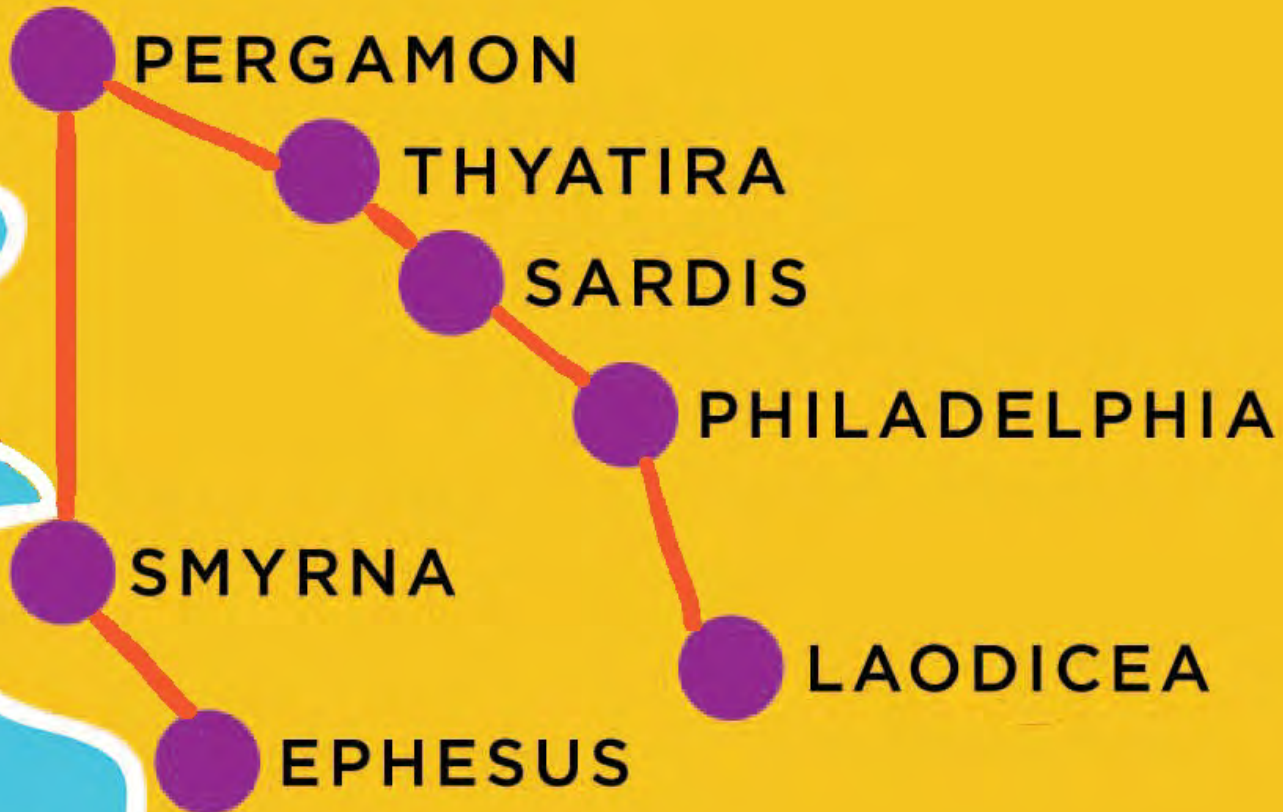 PERGAMON
THYATIRA
SARDIS
PHILADELPHIA
SMYRNA
LAODICEA
EPHESUS